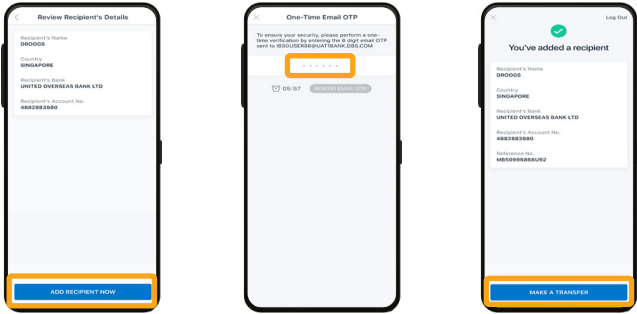 Review Recipient's Details
Recipient's Name
DROOGS
Country
SINGAPORE
Recipient's Bank
UNITED OVERSEAS BANK LTD
Recipient's Account No.
4882883880
ADD RECIPIENT NOW
One-Time Email OTP
To ensure your security, please perform a one-
time verification by entering the 6 digit email OTP
sent to IBSGUSER66@UAT1BANK.DBS.COM
05:57
RESEND EMAIL OTP
Log Out
You've added a recipient
Recipient's Name
DROOGS
Country
SINGAPORE
Recipient's Bank
UNITED OVERSEAS BANK LTD
Recipient's Account No.
4882883880
Reference No.
MB50996868U92
MAKE A TRANSFER